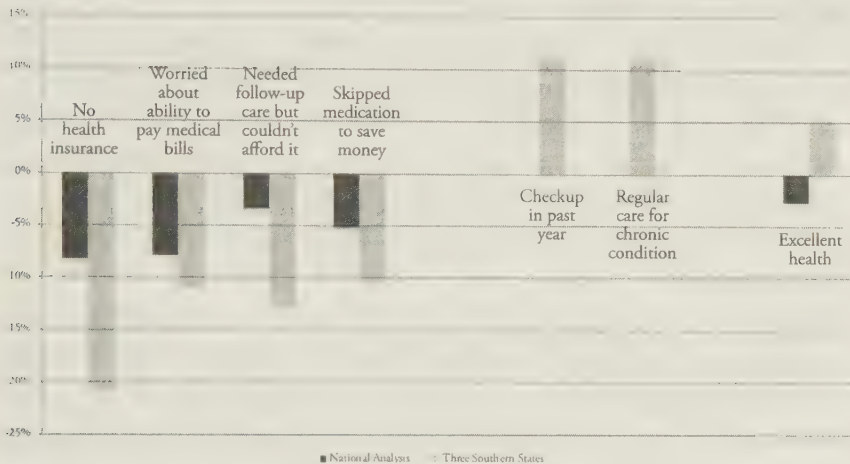 15%
10%
5%
0%
-5%
10%
15%
20%
-25%
No
health
insurance
Worried
about
ability to
pay medical
bills
Needed
follow-up
care but
couldn't
afford it
Skipped
medication
to save
money
Checkup
in past
year
Regular
care for
chronic
condition
Excellent
health
National Analysis Three Southern States